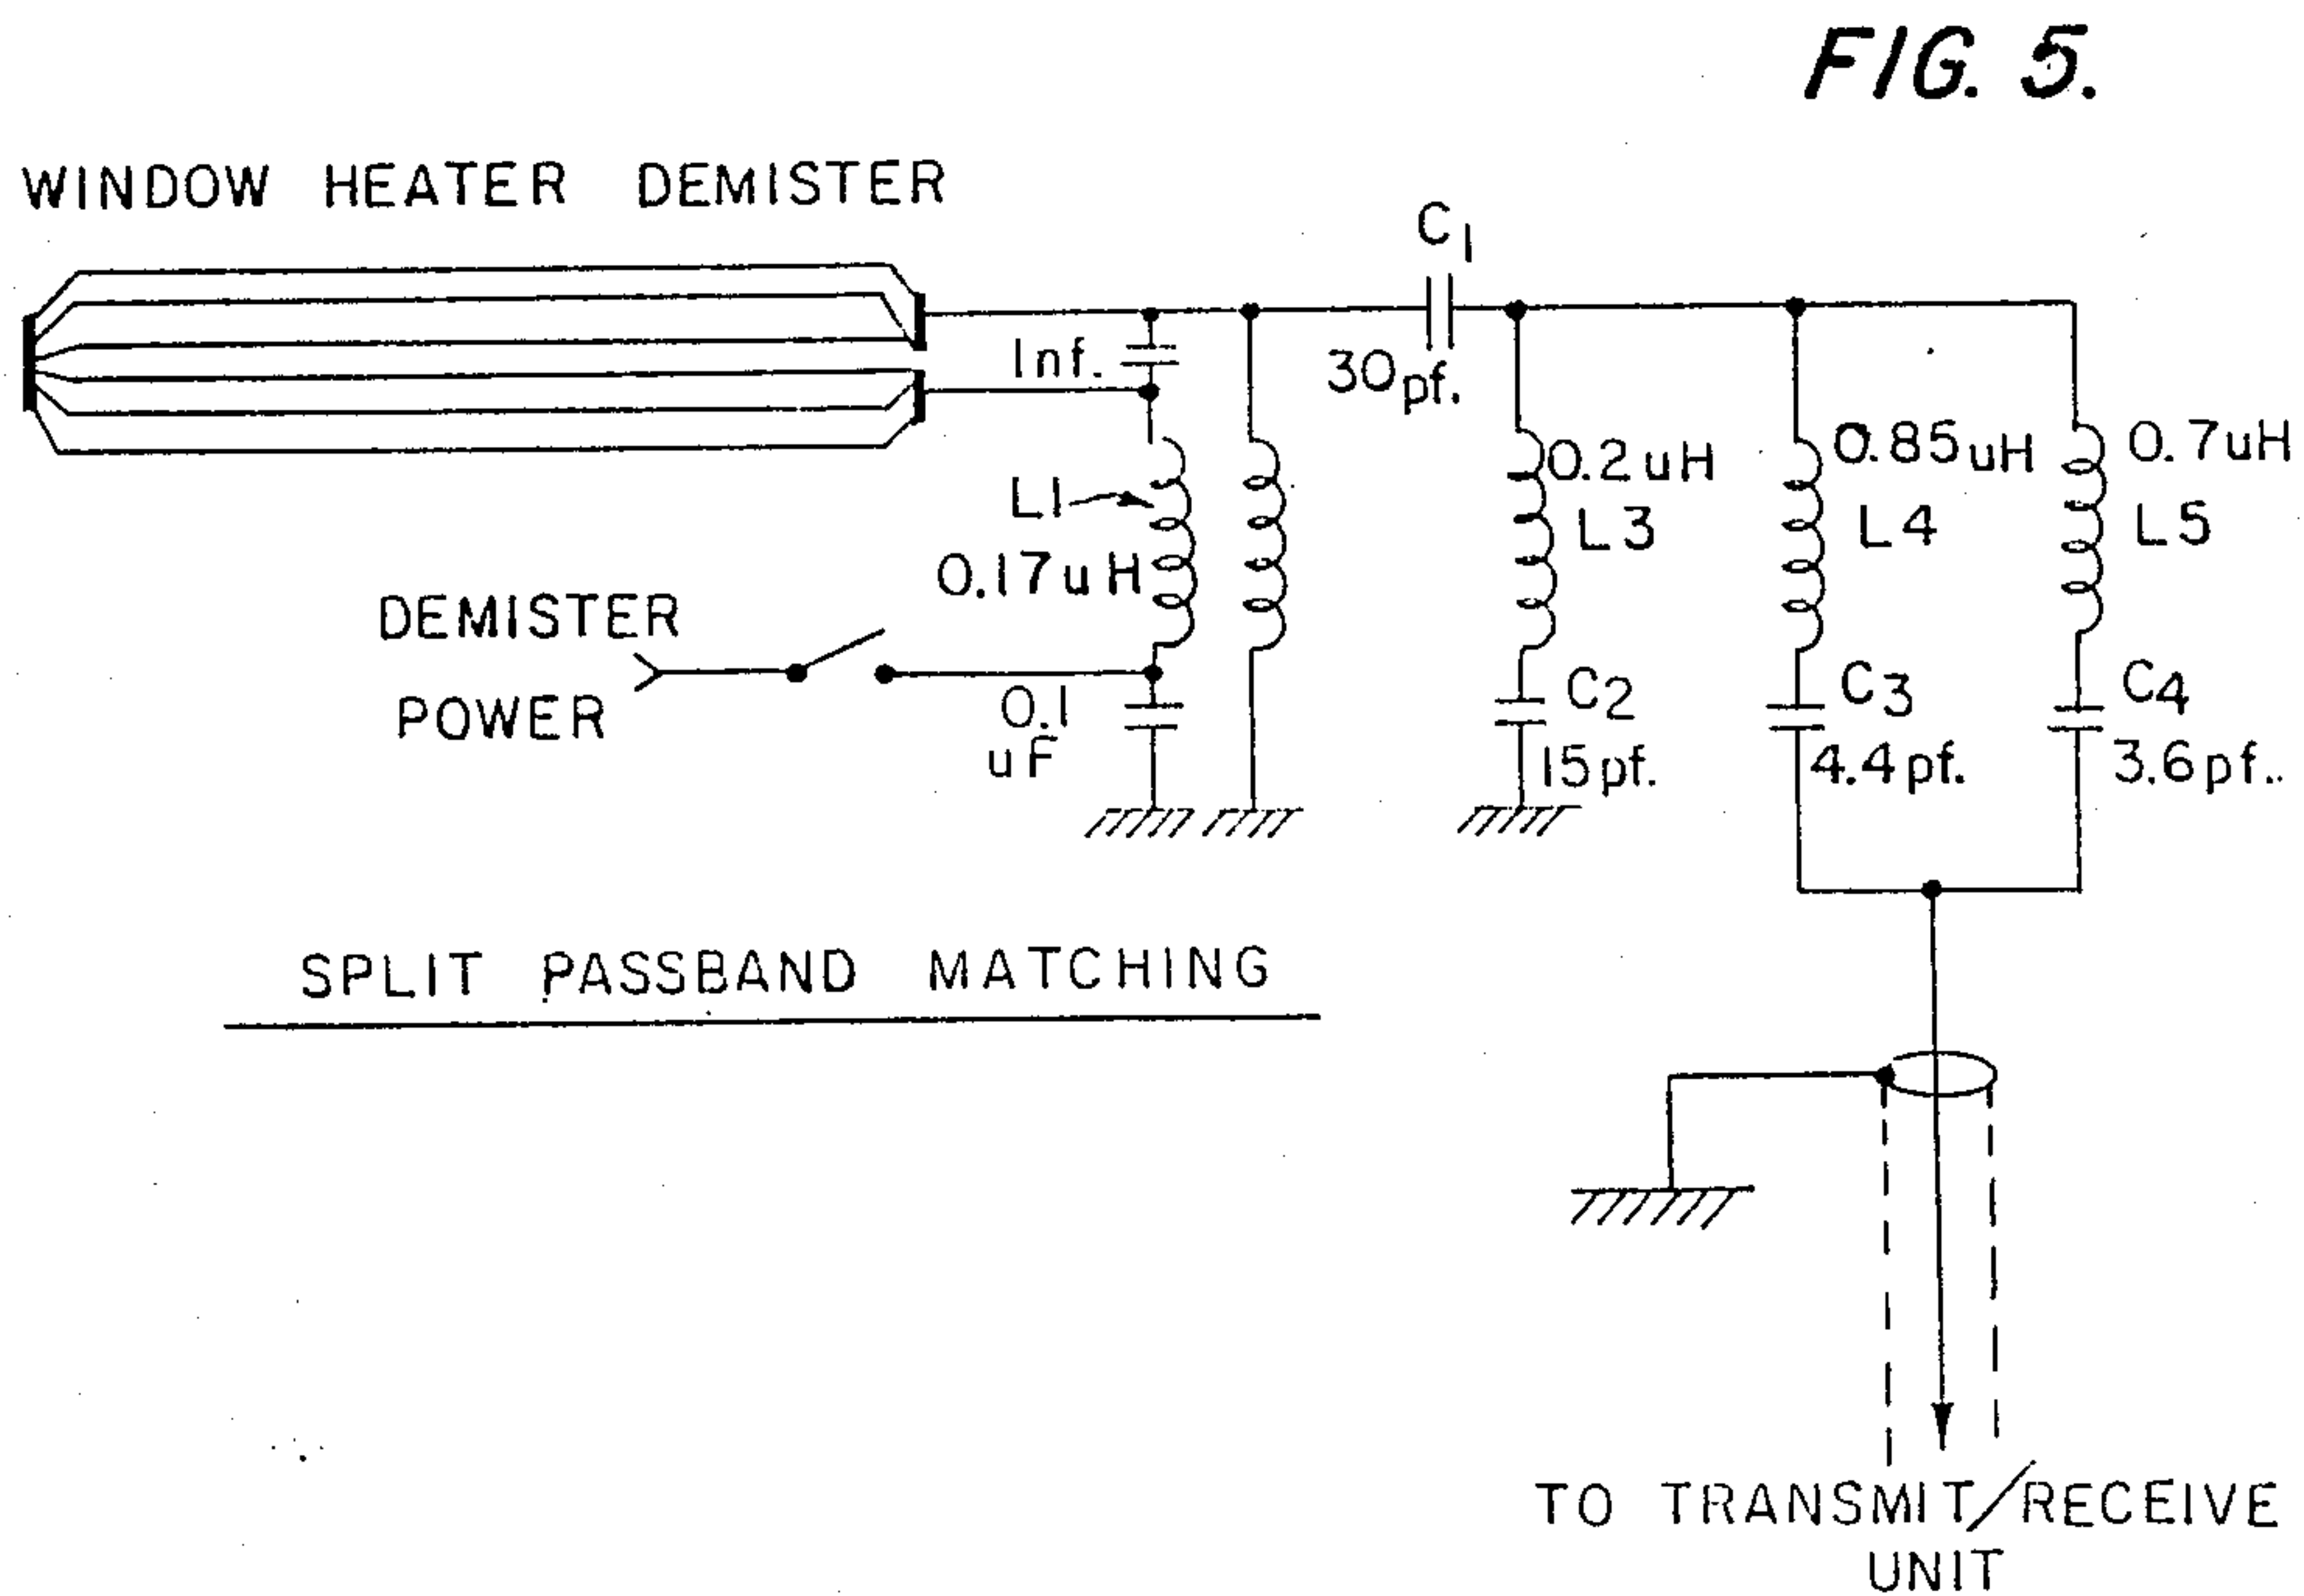 FIG. 5.
WINDOW HEATER DEMISTER
C1
1nf.
30pf.
L1
0.17uH
0.2uH
L3
0.85uH
L4
0.7uH
L5
DEMISTER
POWER
0.1
uF
C2
15pf.
C3
4.4pf.
C4
3.6pf..
SPLIT PASSBAND MATCHING
TO TRANSMIT/RECEIVE
UNIT